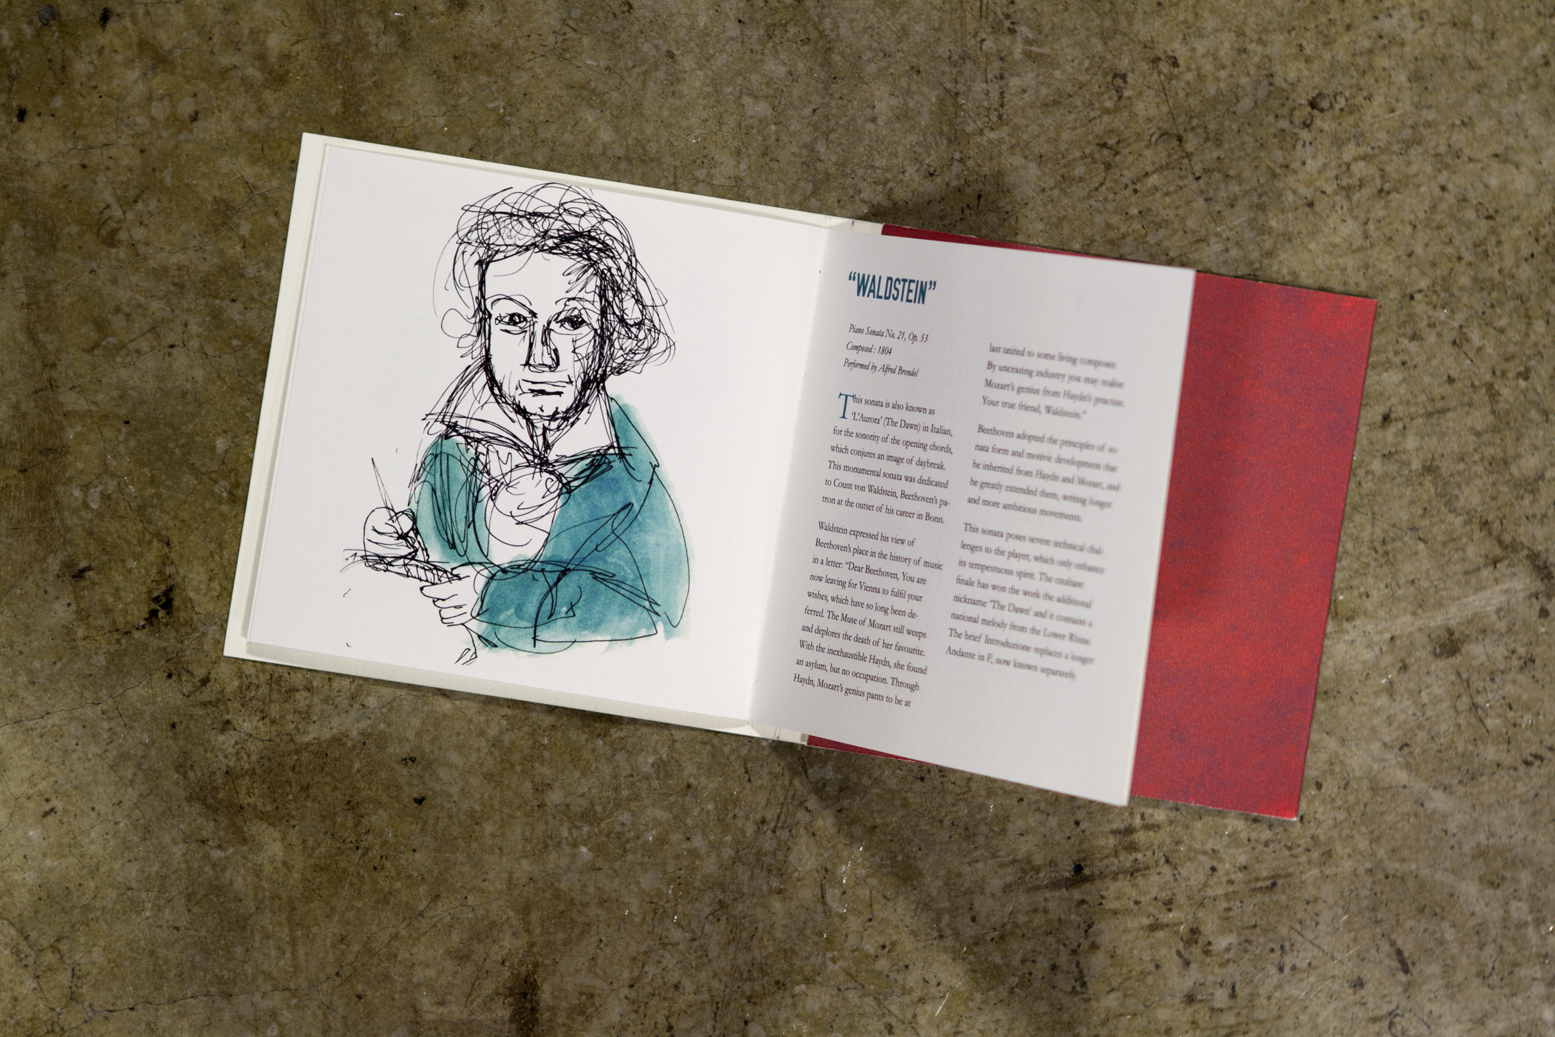 “WALDSTEIN”
Piano Sonata No. 21, Op. 53
Composed : 1804
Performed by Alfred Brendel
This sonata is also known as
‘L’Aurora’ (The Dawn) in Italian,
for the sonority of the opening chords,
which conjures an image of daybreak.
This monumental sonata was dedicated
to Count von Waldstein, Beethoven’s pa-
tron at the outset of his career in Bonn.
Waldstein expressed his view of
Beethoven’s place in the history of music
in a letter: “Dear Beethoven, You are
now leaving for Vienna to fulfil your
wishes, which have so long been de-
ferred. The Muse of Mozart still weeps
and deplores the death of her favourite.
With the inexhaustible Haydn, she found
an asylum, but no occupation. Through
Haydn, Mozart’s genius pants to be at
last united to some living composer.
By unceasing industry you may realise
Mozart’s genius from Haydn’s practise.
Your true friend, Waldstein.”
Beethoven adopted the principles of so-
nata form and motivic development that
he inherited from Haydn and Mozart, and
he greatly extended them, writing longer
and more ambitious movements.
This sonata poses severe technical chal-
lenges to the player, which only enhance
its tempestuous spirit. The exultant
finale has won the work the additional
nickname ‘The Dawn’ and it contains a
national melody from the Lower Rhine.
The brief Introduzione replaces a longer
Andante in F, now known separately.